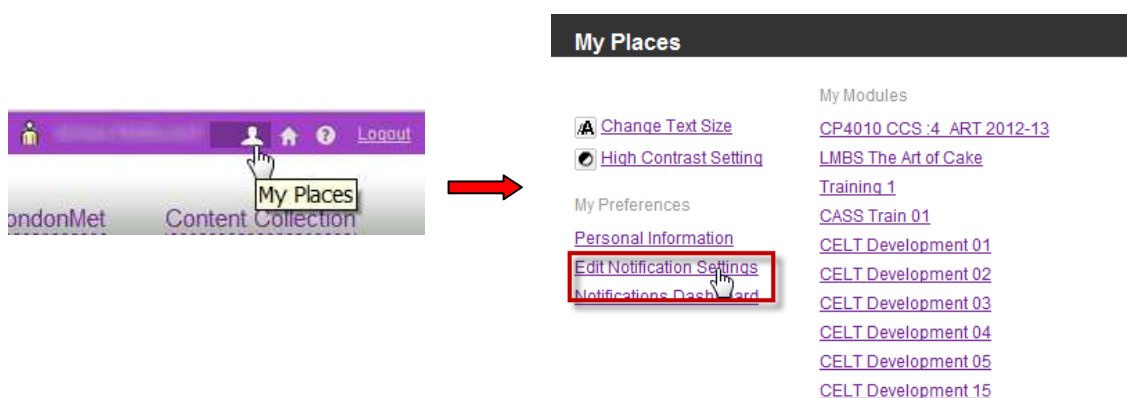 Logout
My Places
ondonMet
Content Collection
My Places
Change Text Size
High Contrast Setting
My Preferences
Personal Information
Edit Notification Settings
Notifications Dashboard
My Modules
CP4010 CCS :4 ART 2012-13
LMBS The Art of Cake
Training 1
CASS Train 01
CELT Development 01
CELT Development 02
CELT Development 03
CELT Development 04
CELT Development 05
CELT Development 15